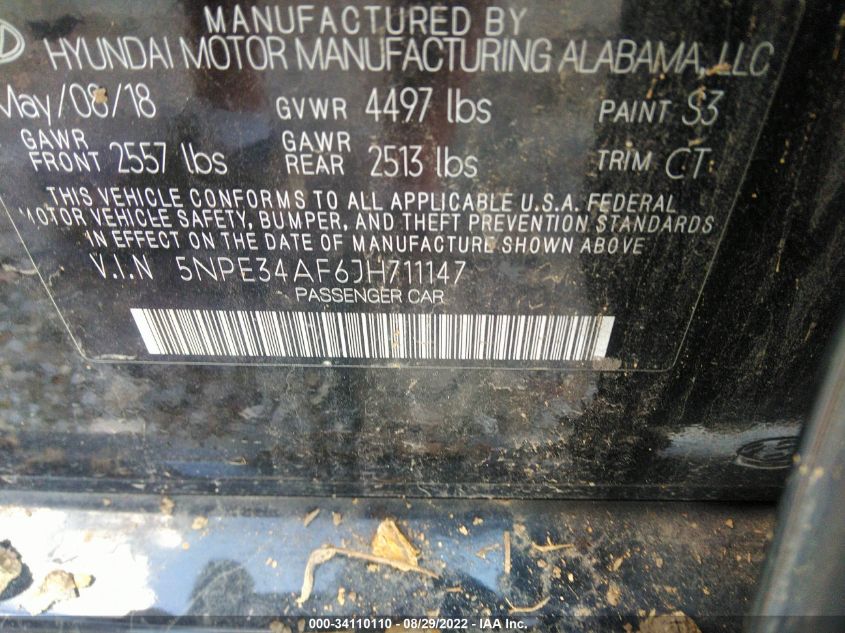 MANUFACTURED BY
HYUNDAI MOTOR MANUFACTURING ALABAMA, LLC
May/08/18 GVWR 4497 lbs PAINT S3
GAWR FRONT 2557 lbs GAWR REAR 2513 lbs TRIM CT
THIS VEHICLE CONFORMS TO ALL APPLICABLE U.S.A. FEDERAL
MOTOR VEHICLE SAFETY, BUMPER, AND THEFT PREVENTION STANDARDS
IN EFFECT ON THE DATE OF MANUFACTURE SHOWN ABOVE
V.I.N 5NPE34AF6JH711147
PASSENGER CAR
000-34110110 - 08/29/2022 - IAA Inc.